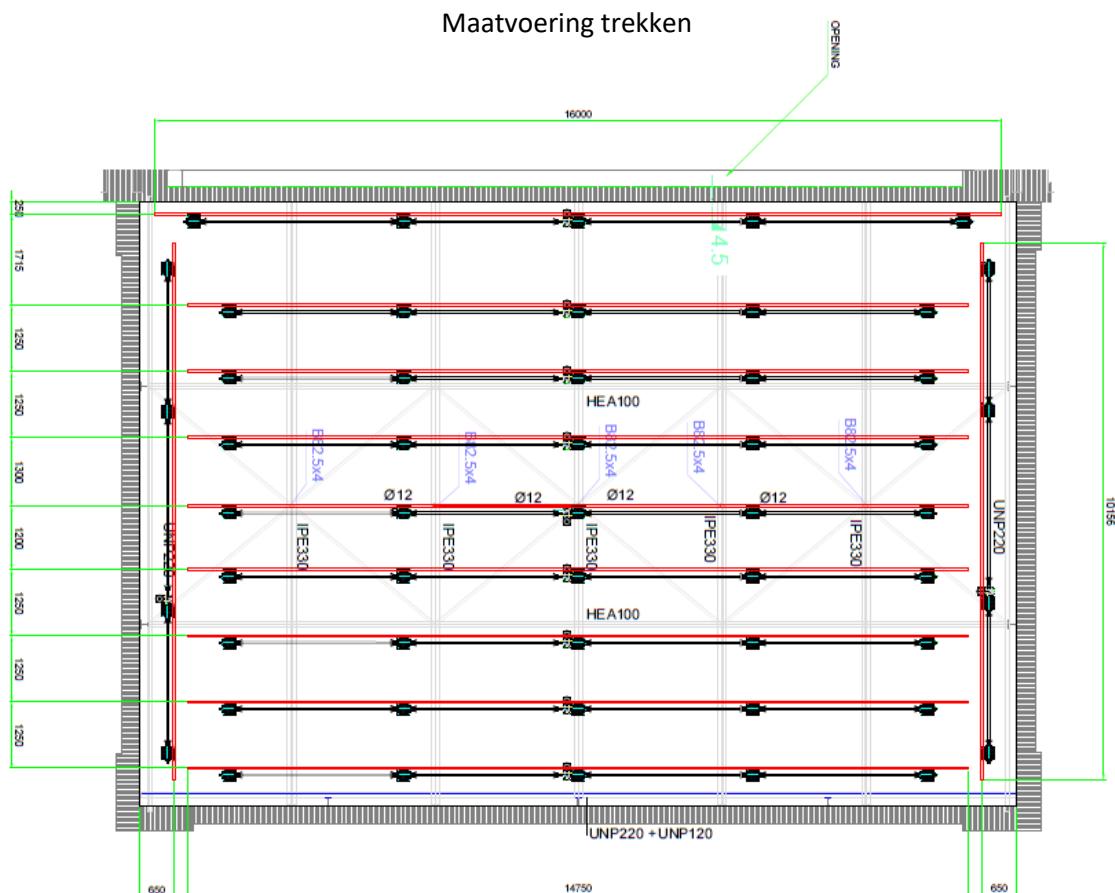 Maatvoering trekken
OPENING
16000
250
1715
14.5
1250
1250
HEA100
B82.5x4
B82.5x4
B82.5x4
B82.5x4
B82.5x4
1300
Ø12
Ø12
Ø12
Ø12
10156
UNP220
IPE330
IPE330
IPE330
IPE330
IPE330
UNP220
1200
HEA100
1250
1250
1250
UNP220 + UNP120
650
14750
650